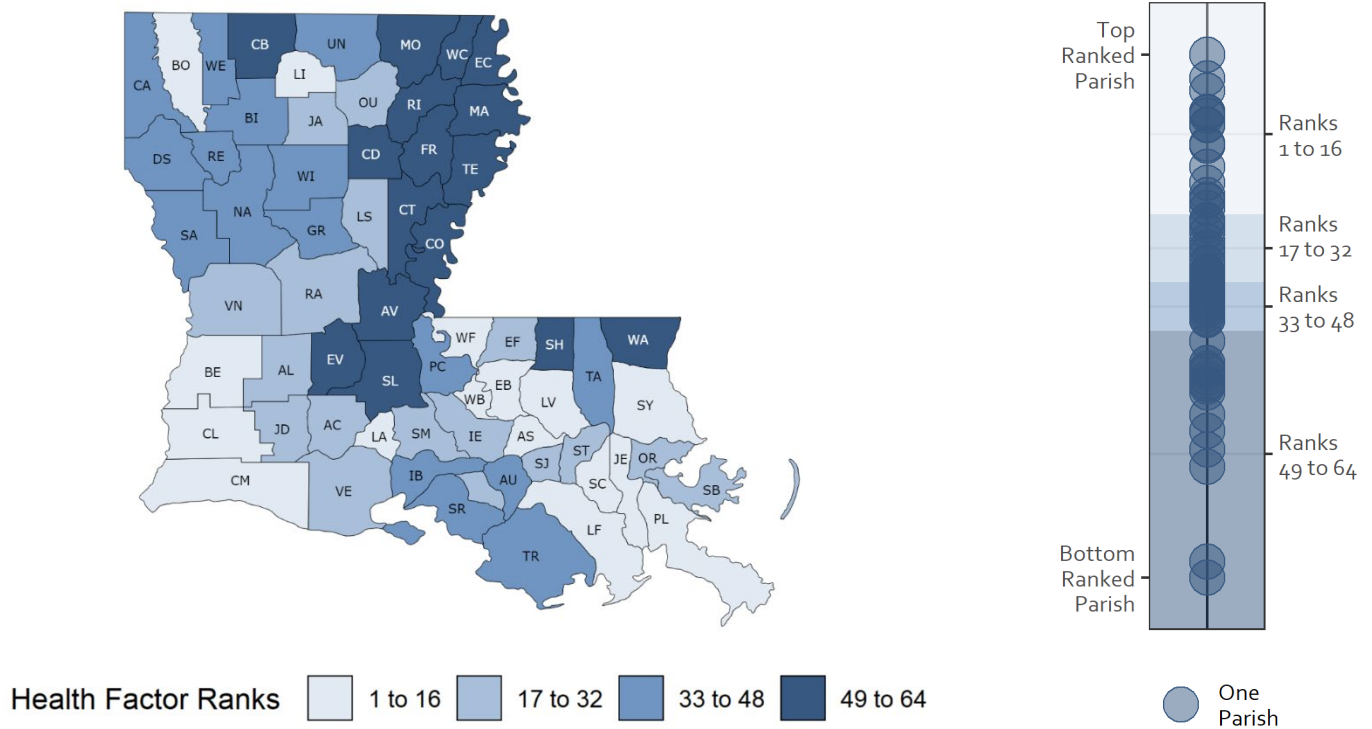 CB
UN
MO
WC
EC
BO
WE
LI
CA
OU
RI
MA
BI
JA
DS
RE
CD
FR
TE
WI
NA
LS
CT
SA
GR
CO
VN
RA
AV
WF
EF
SH
WA
BE
AL
EV
SL
PC
TA
EB
WB
LV
SY
CL
JD
AC
LA
SM
IE
AS
ST
JE
OR
SJ
CM
VE
IB
AU
SC
SB
SR
PL
LF
TR
Health Factor Ranks
1 to 16
17 to 32
33 to 48
49 to 64
Top
Ranked
Parish
Ranks
1 to 16
Ranks
17 to 32
Ranks
33 to 48
Ranks
49 to 64
Bottom
Ranked
Parish
One
Parish